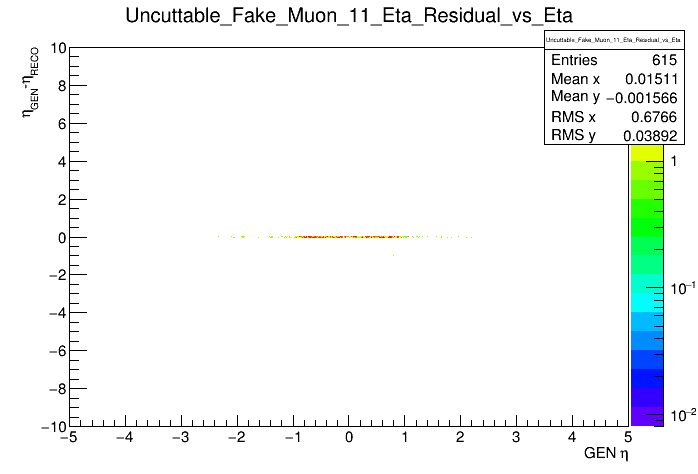 Uncuttable_Fake_Muon_11_Eta_Residual_vs_Eta
Uncuttable_Fake_Muon_11_Eta_Residual_vs_Eta
Entries 615
Mean x 0.01511
Mean y −0.001566
RMS x 0.6766
RMS y 0.03892
η_GEN-η_RECO
10
8
6
4
2
0
−2
−4
−6
−8
−10
−5 −4 −3 −2 −1 0 1 2 3 4 5
GEN η
1
10⁻¹
10⁻²